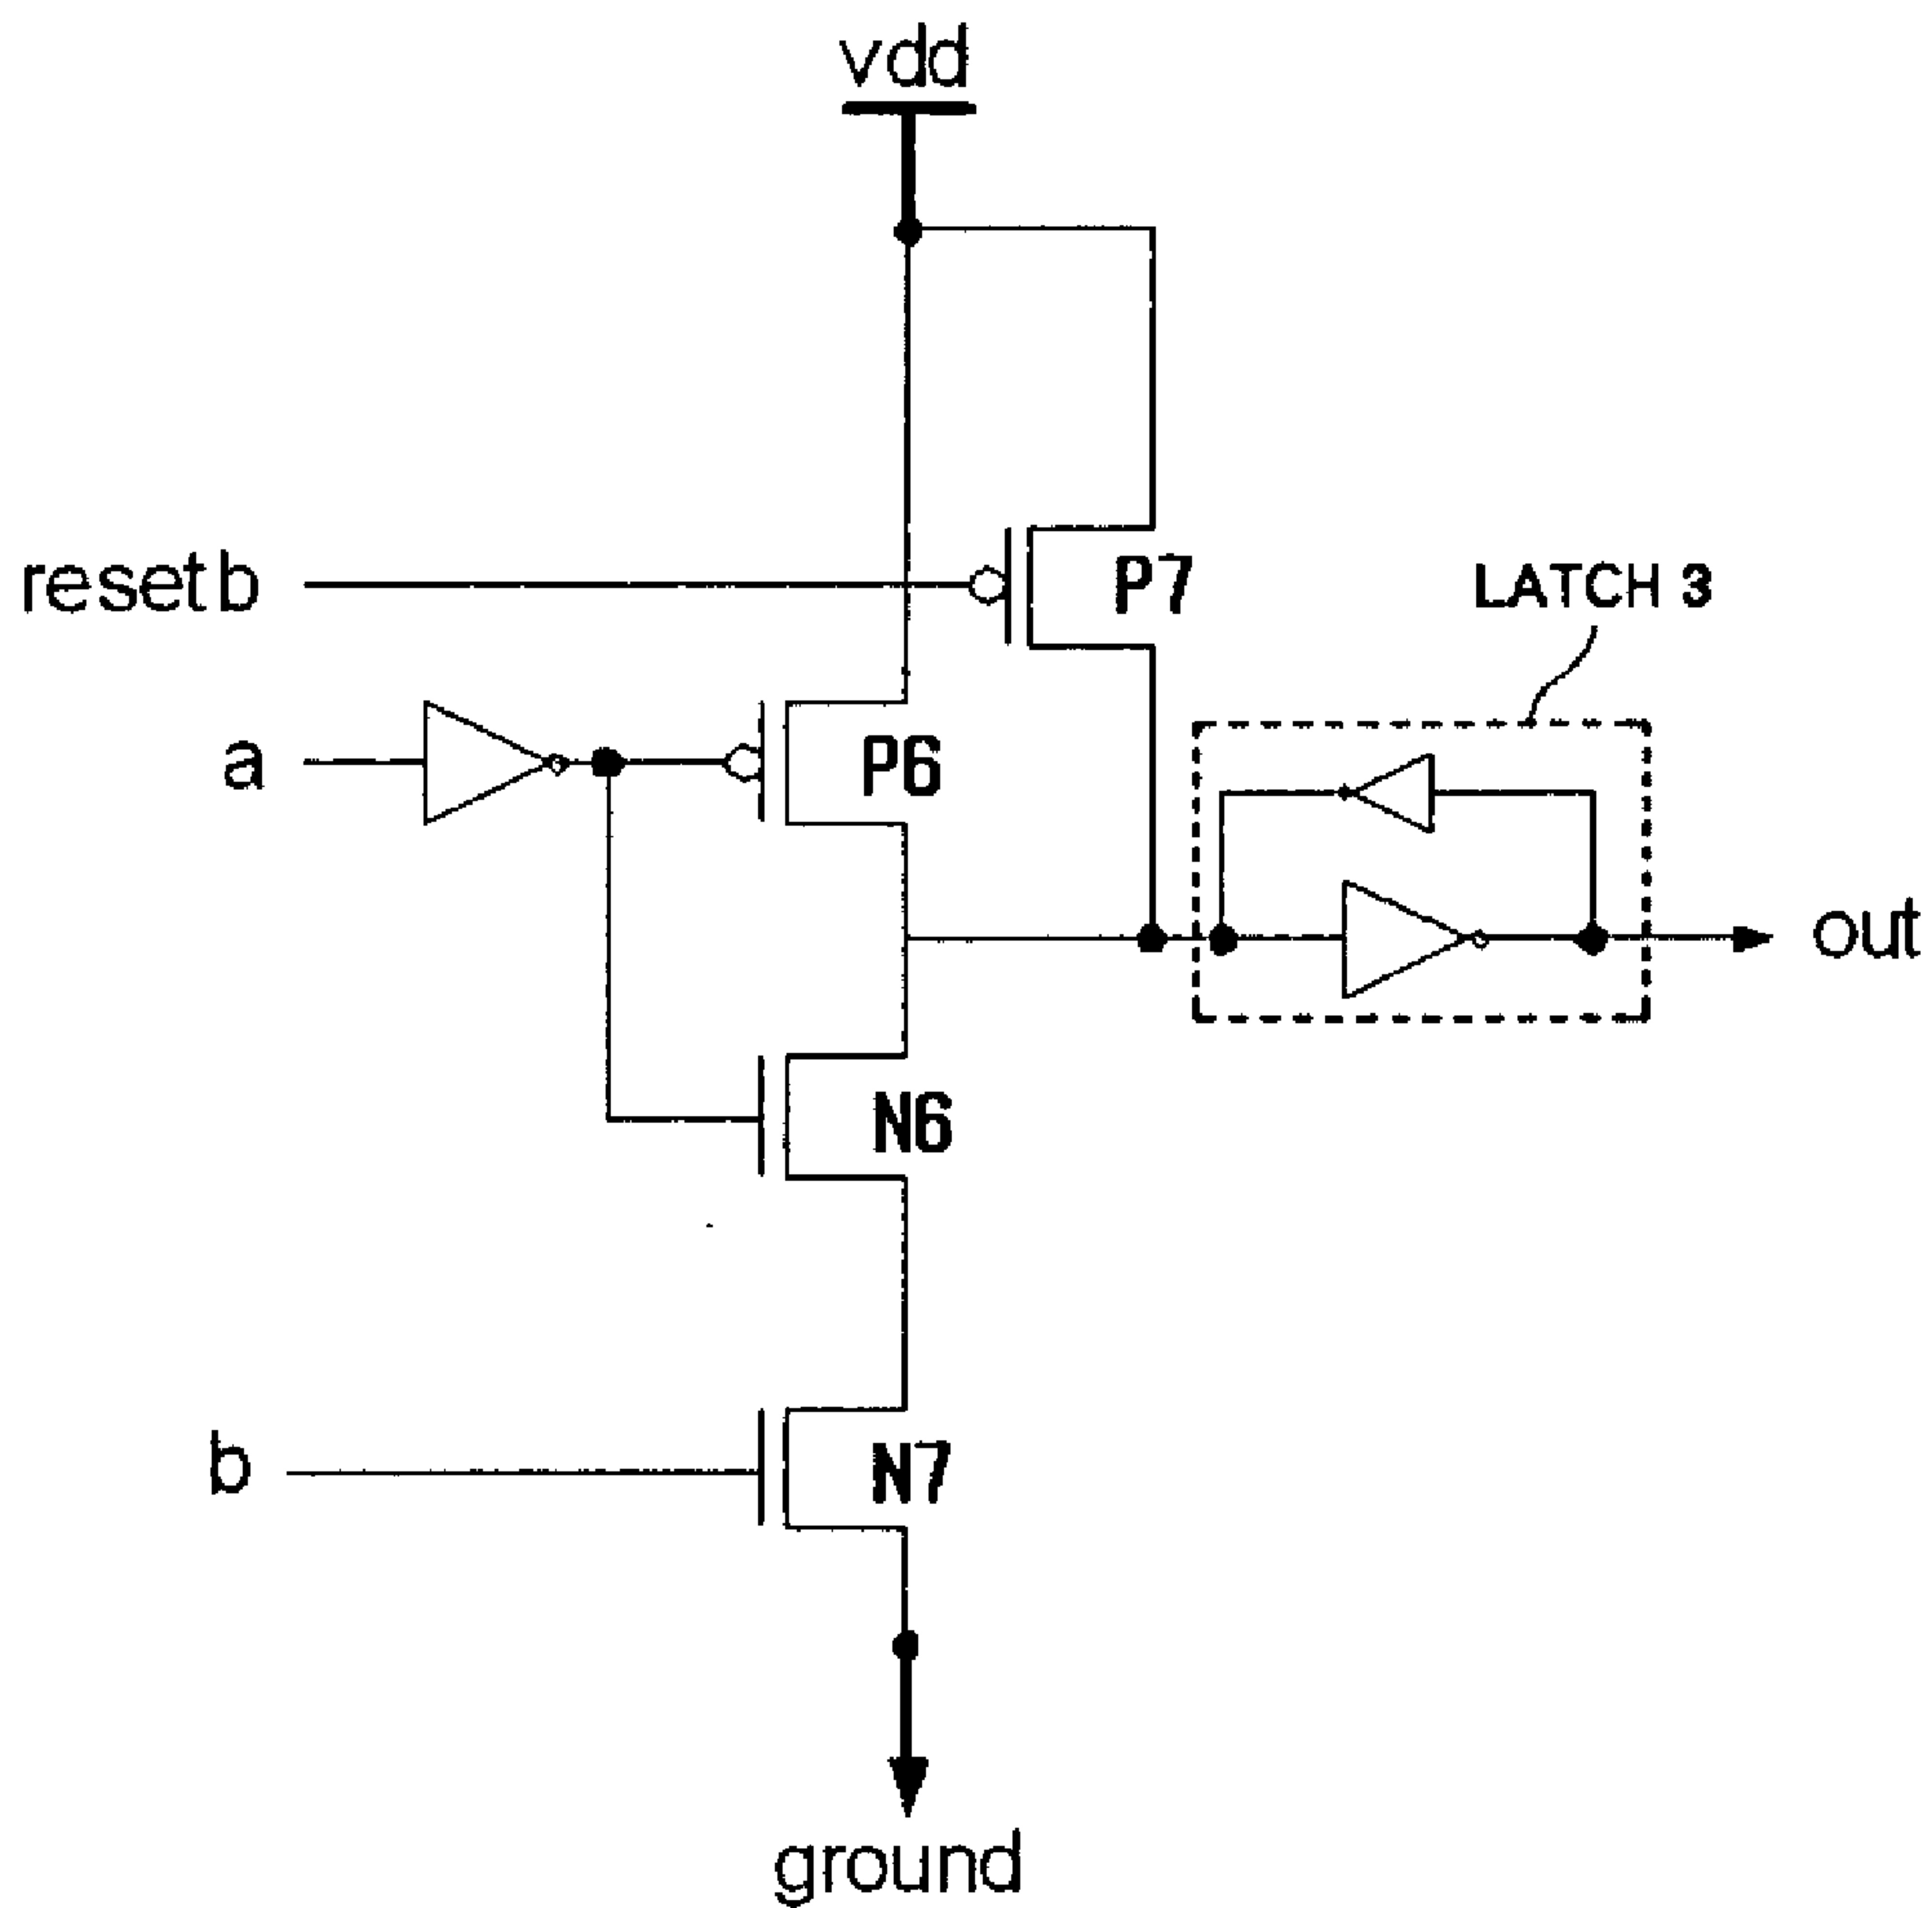 vdd
resetb
P7
LATCH 3
a
P6
out
N6
b
N7
ground